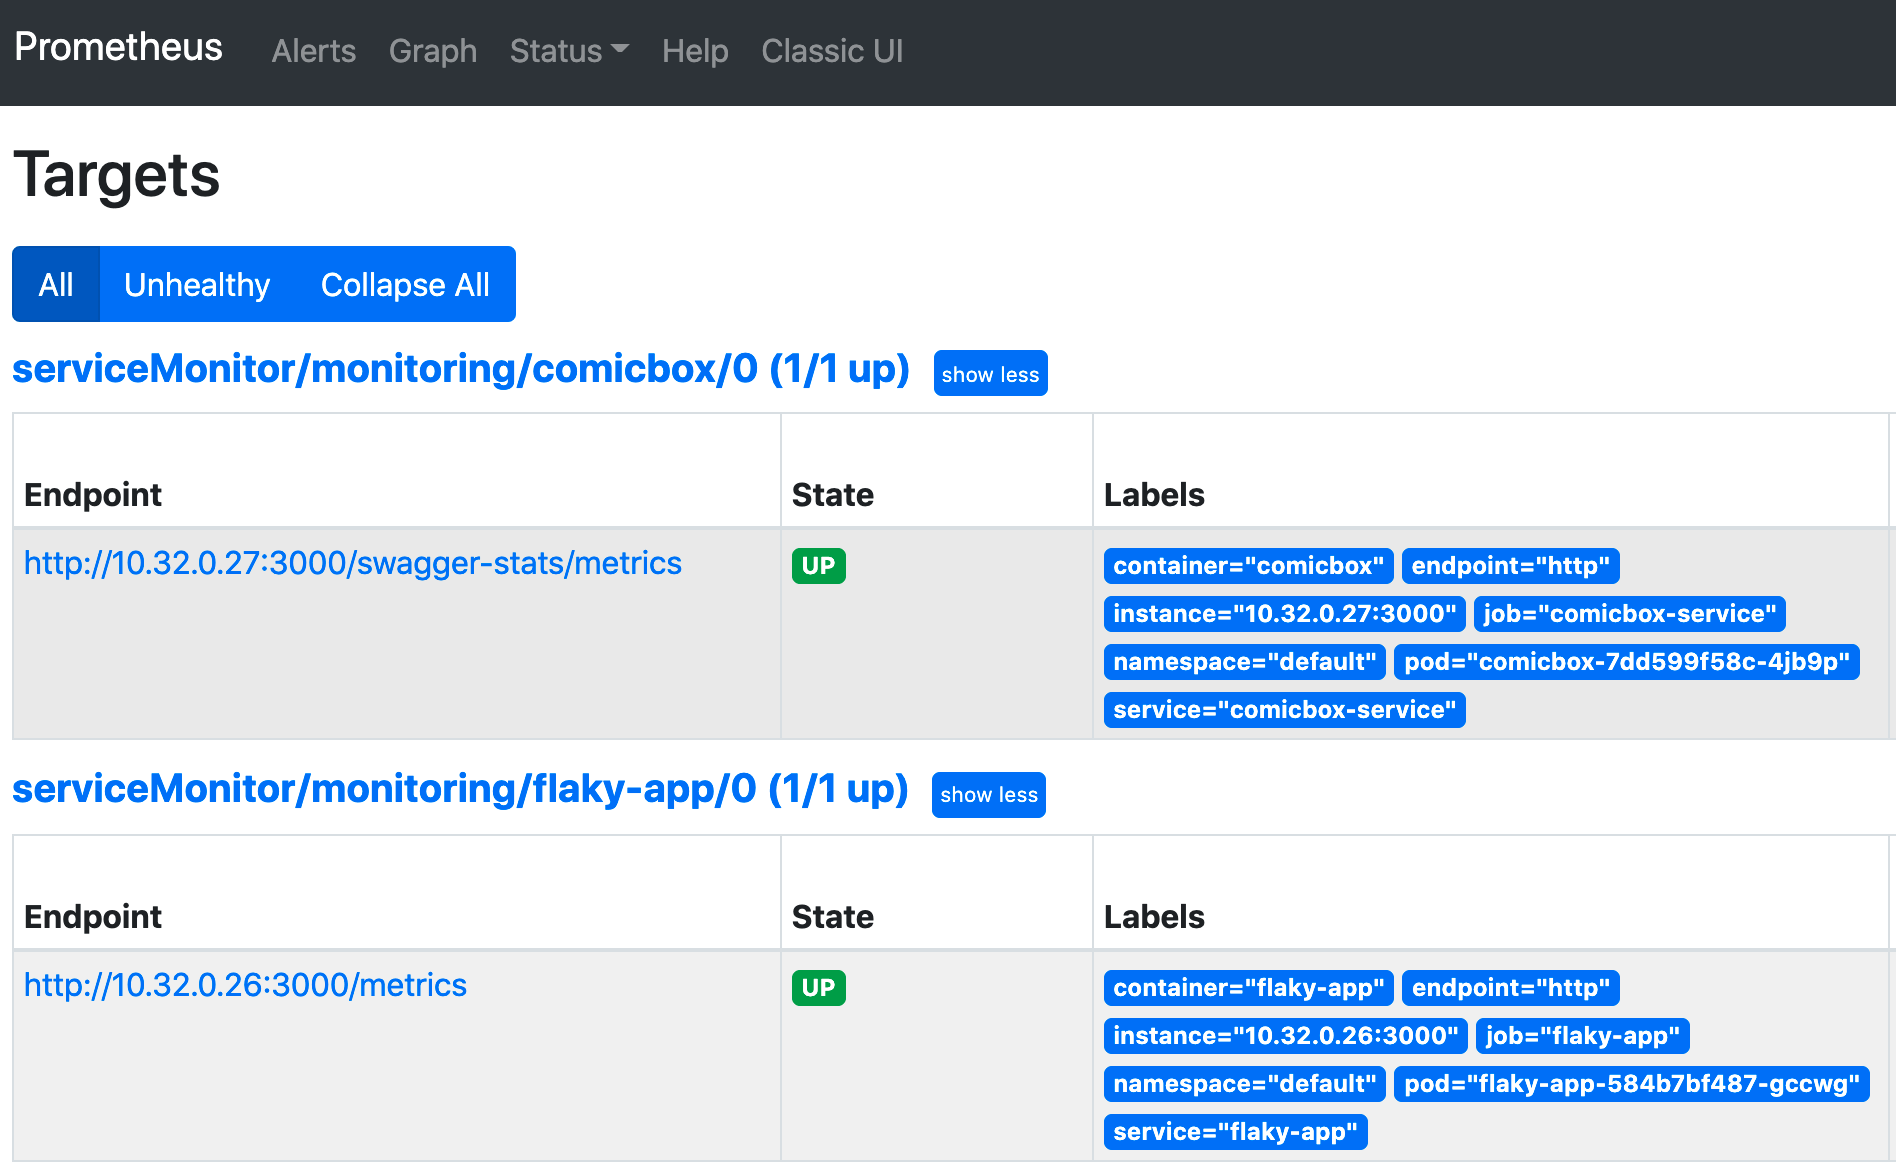 Prometheus Alerts Graph Status Help Classic UI
Targets
All Unhealthy Collapse All
serviceMonitor/monitoring/comicbox/0 (1/1 up) show less
Endpoint State Labels
http://10.32.0.27:3000/swagger-stats/metrics UP container="comicbox" endpoint="http"
instance="10.32.0.27:3000" job="comicbox-service"
namespace="default" pod="comicbox-7dd599f58c-4jb9p"
service="comicbox-service"
serviceMonitor/monitoring/flaky-app/0 (1/1 up) show less
Endpoint State Labels
http://10.32.0.26:3000/metrics UP container="flaky-app" endpoint="http"
instance="10.32.0.26:3000" job="flaky-app"
namespace="default" pod="flaky-app-584b7bf487-gccwg"
service="flaky-app"